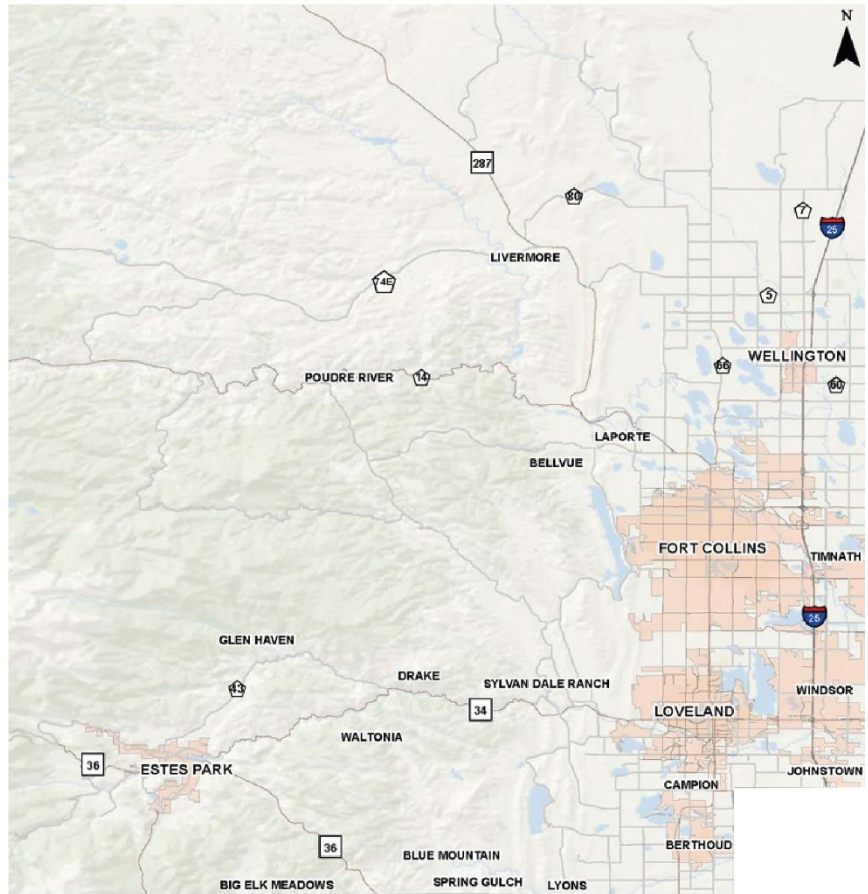 N
287
80
7
25
LIVERMORE
74E
5
WELLINGTON
66
POUDRE RIVER
14
60
LAPORTE
BELLVUE
FORT COLLINS
TIMNATH
25
GLEN HAVEN
DRAKE
SYLVAN DALE RANCH
43
WINDSOR
34
LOVELAND
WALTONIA
36
ESTES PARK
JOHNSTOWN
CAMPION
36
BERTHOUD
BLUE MOUNTAIN
BIG ELK MEADOWS
SPRING GULCH
LYONS